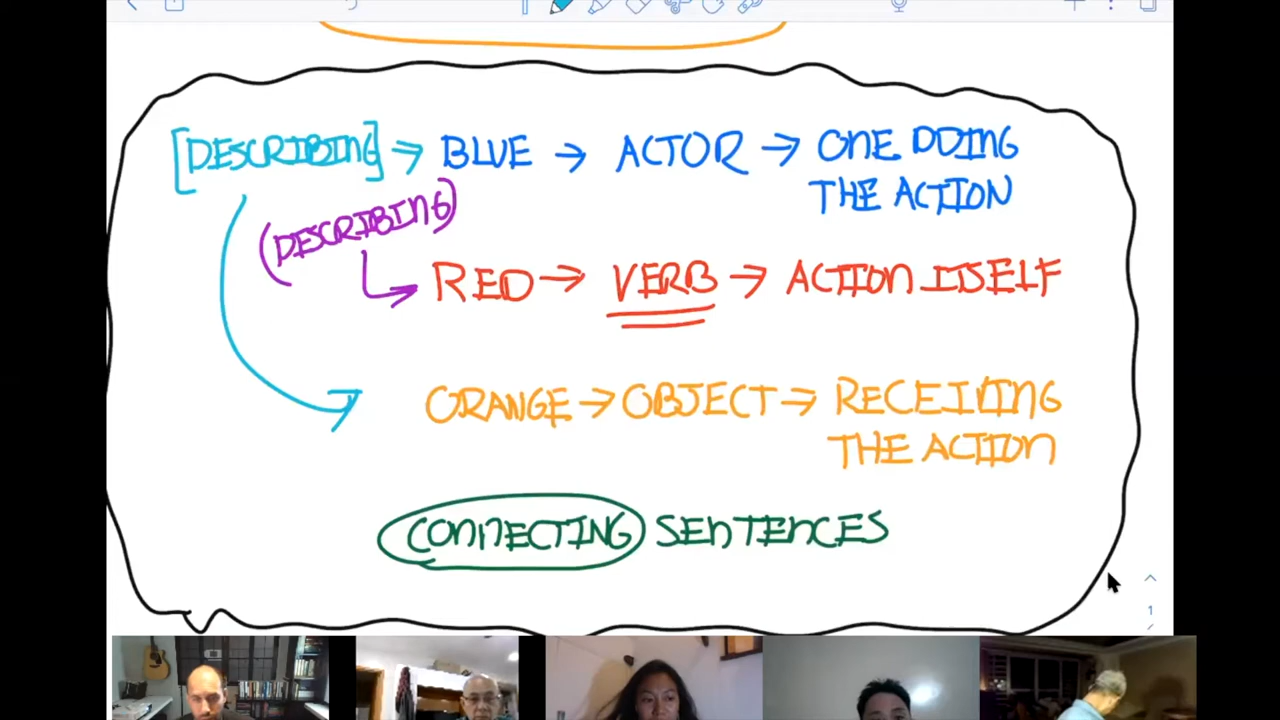 [DESCRIBING] → BLUE → ACTOR → ONE DOING
THE ACTION
(DESCRIBING)
RED → VERB → ACTION ITSELF
ORANGE → OBJECT → RECEIVING
THE ACTION
CONNECTING SENTENCES
1